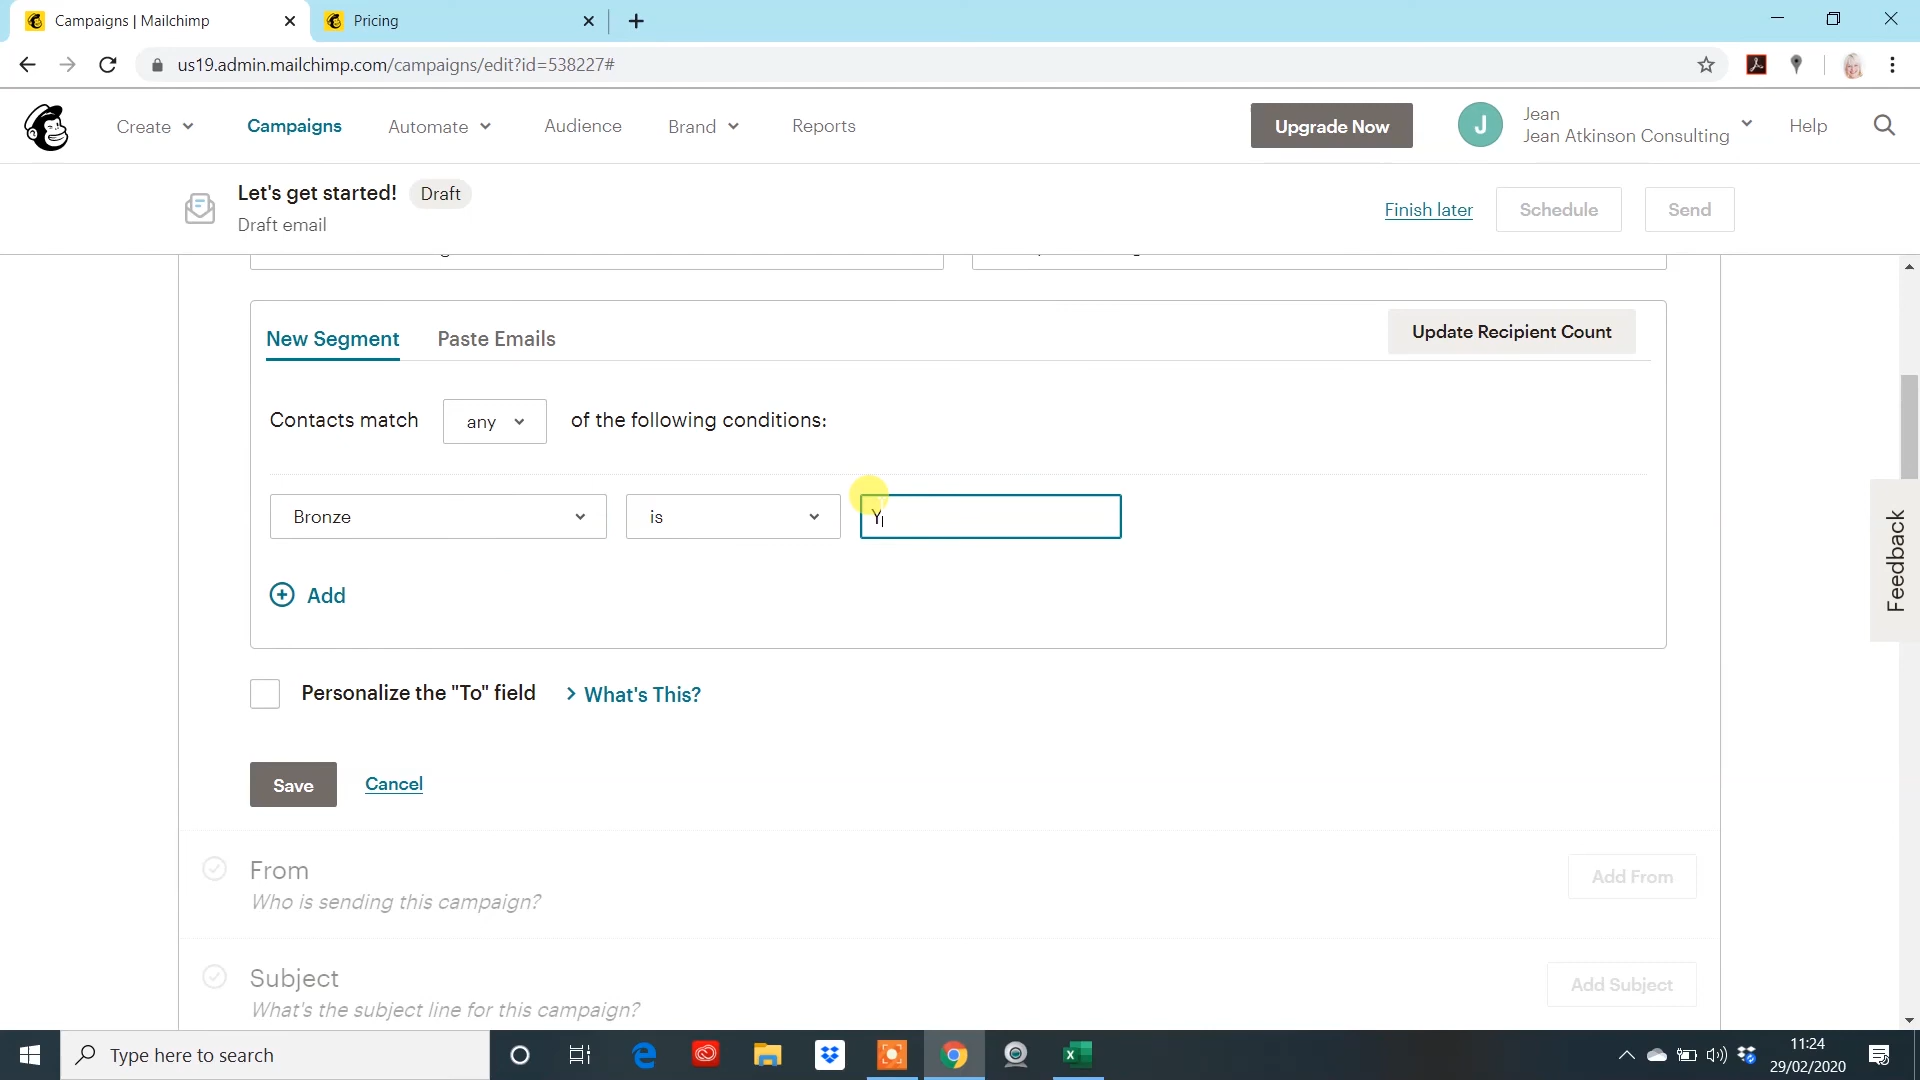 Campaigns | Mailchimp
Pricing
us19.admin.mailchimp.com/campaigns/edit?id=538227#
Create
Campaigns
Automate
Audience
Brand
Reports
Upgrade Now
J
Jean
Jean Atkinson Consulting
Help
Let's get started!
Draft
Draft email
Finish later
Schedule
Send
New Segment
Paste Emails
Update Recipient Count
Contacts match
any
of the following conditions:
Bronze
is
Y
Add
Personalize the "To" field
What's This?
Save
Cancel
Feedback
From
Who is sending this campaign?
Add From
Subject
What's the subject line for this campaign?
Add Subject
Type here to search
11:24
29/02/2020